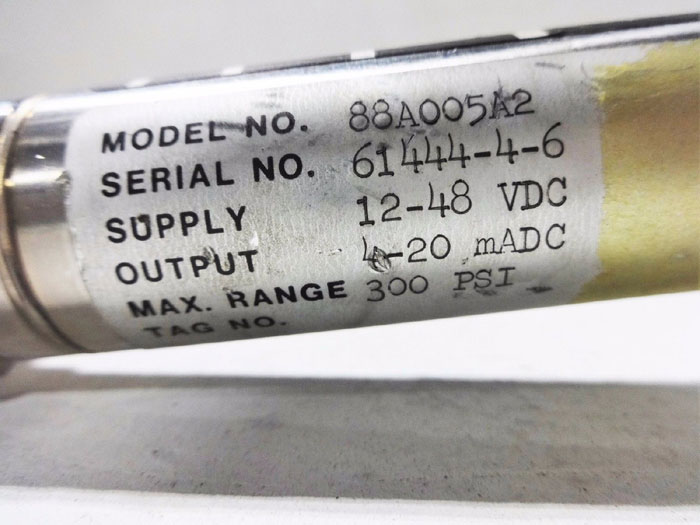 MODEL NO. 88A005A2
SERIAL NO. 61444-4-6
SUPPLY 12-48 VDC
OUTPUT 4-20 mADC
MAX. RANGE 300 PSI
TAG NO.